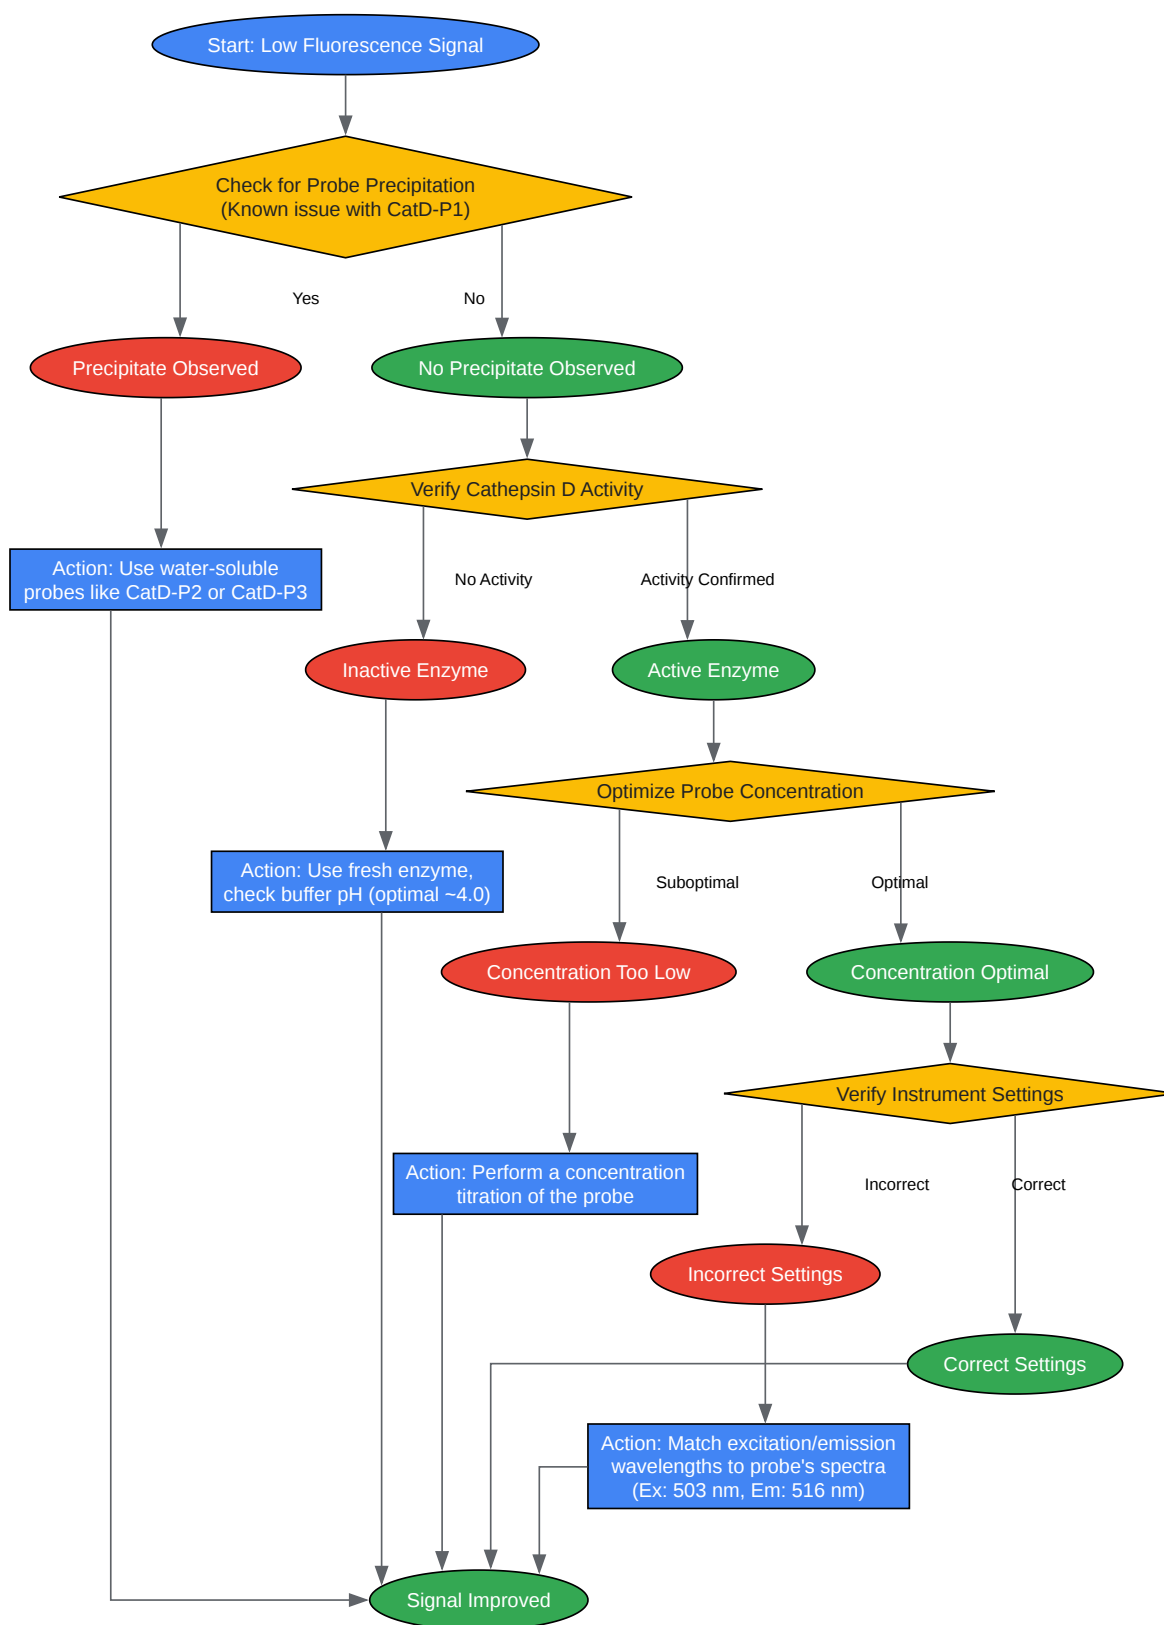 Start: Low Fluorescence Signal
Check for Probe Precipitation
(Known issue with CatD-P1)
Yes
No
Precipitate Observed
No Precipitate Observed
Verify Cathepsin D Activity
Action: Use water-soluble
probes like CatD-P2 or CatD-P3
No Activity
Activity Confirmed
Inactive Enzyme
Active Enzyme
Optimize Probe Concentration
Action: Use fresh enzyme,
check buffer pH (optimal ~4.0)
Suboptimal
Optimal
Concentration Too Low
Concentration Optimal
Verify Instrument Settings
Action: Perform a concentration
titration of the probe
Incorrect
Correct
Incorrect Settings
Correct Settings
Action: Match excitation/emission
wavelengths to probe's spectra
(Ex: 503 nm, Em: 516 nm)
Signal Improved